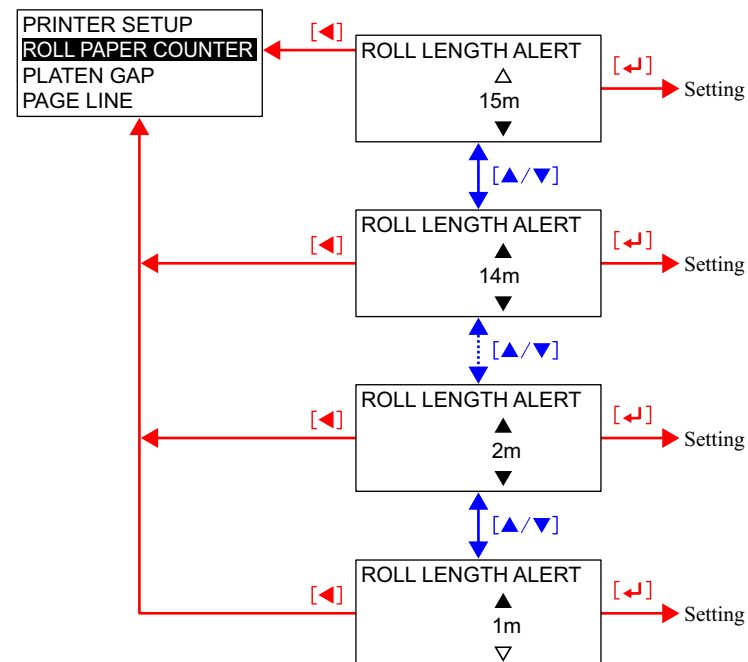 PRINTER SETUP
ROLL PAPER COUNTER
PLATEN GAP
PAGE LINE
[◀]
ROLL LENGTH ALERT
△
15m
▼
[↵]
Setting
[▲/▼]
[◀]
ROLL LENGTH ALERT
▲
14m
▼
[↵]
Setting
[▲/▼]
[◀]
ROLL LENGTH ALERT
▲
2m
▼
[↵]
Setting
[▲/▼]
[◀]
ROLL LENGTH ALERT
▲
1m
▽
[↵]
Setting